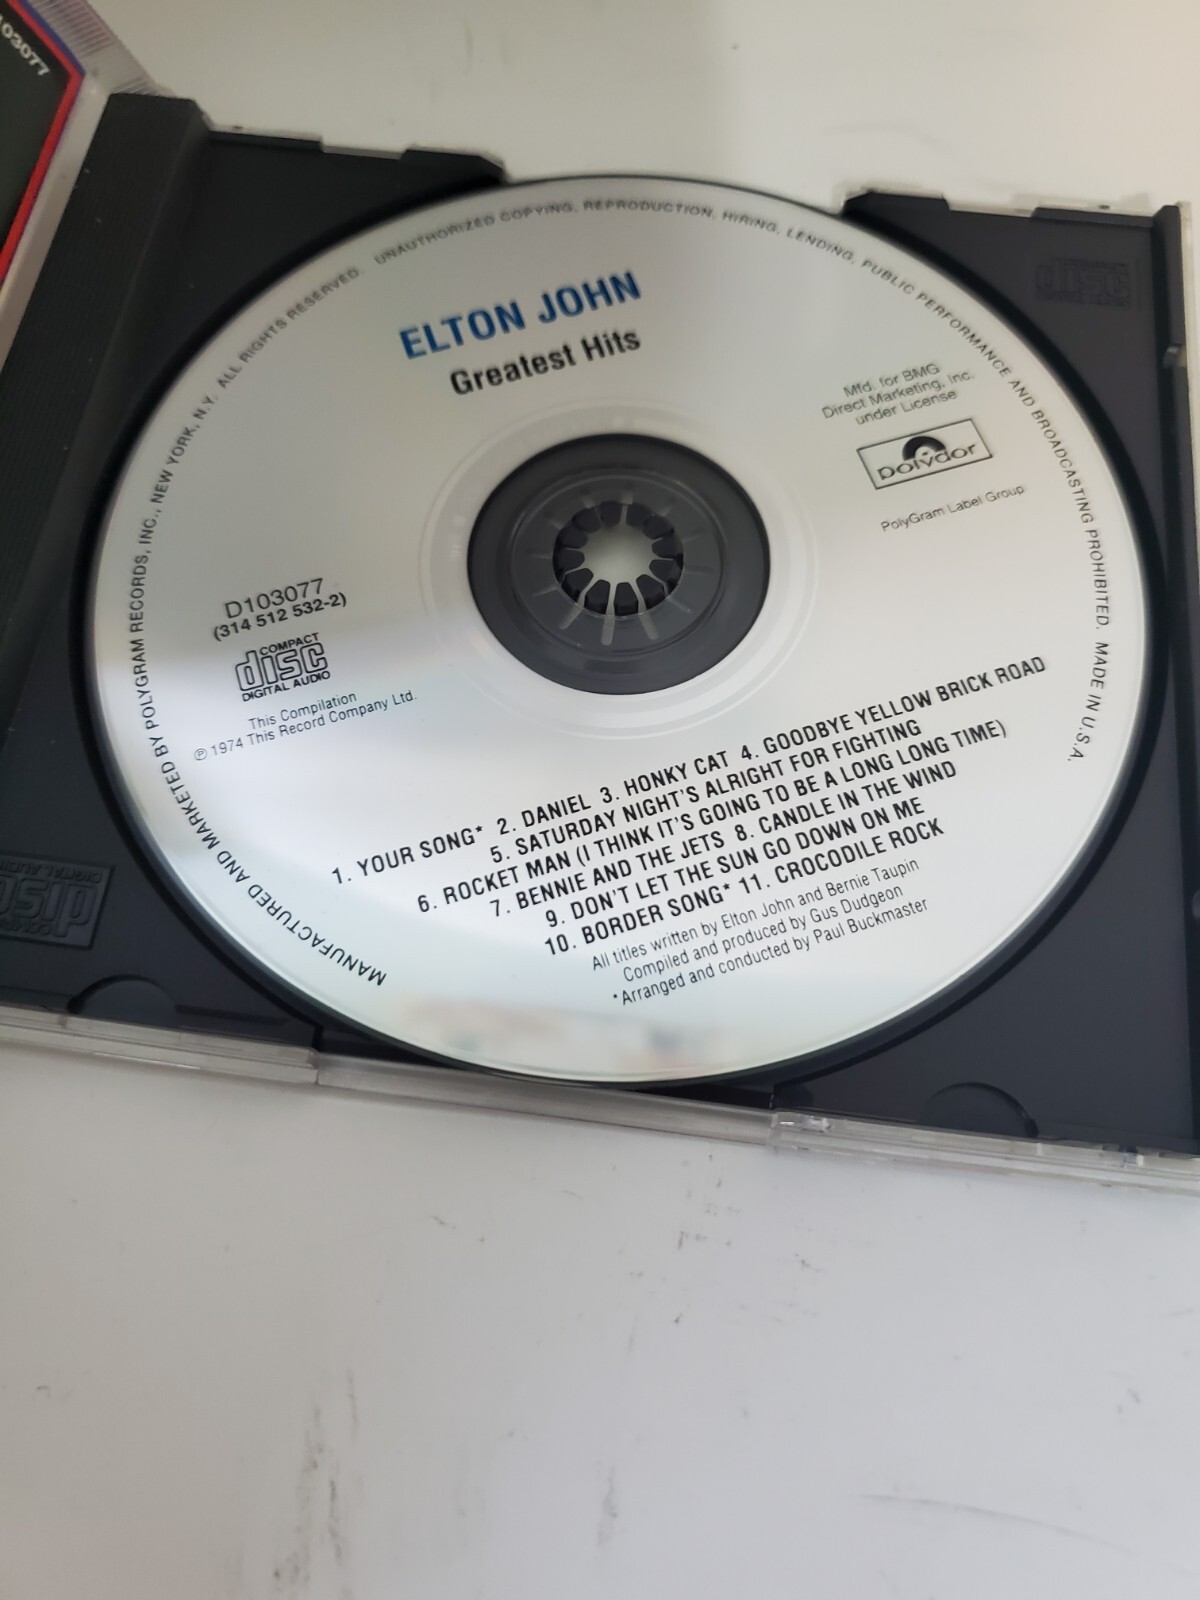 103077
MANUFACTURED AND MARKETED BY POLYGRAM RECORDS, INC., NEW YORK, N.Y. ALL RIGHTS RESERVED. UNAUTHORIZED COPYING, REPRODUCTION, HIRING, LENDING, PUBLIC PERFORMANCE AND BROADCASTING PROHIBITED. MADE IN U.S.A.
ELTON JOHN
Greatest Hits
Mfd. for BMG
Direct Marketing, Inc.
under License
polydor
PolyGram Label Group
D103077
(314 512 532-2)
COMPACT
disc
DIGITAL AUDIO
This Compilation
℗ 1974 This Record Company Ltd.
1. YOUR SONG* 2. DANIEL 3. HONKY CAT 4. GOODBYE YELLOW BRICK ROAD
5. SATURDAY NIGHT'S ALRIGHT FOR FIGHTING
6. ROCKET MAN (I THINK IT'S GOING TO BE A LONG LONG TIME)
7. BENNIE AND THE JETS 8. CANDLE IN THE WIND
9. DON'T LET THE SUN GO DOWN ON ME
10. BORDER SONG* 11. CROCODILE ROCK
All titles written by Elton John and Bernie Taupin
Compiled and produced by Gus Dudgeon
*Arranged and conducted by Paul Buckmaster
disc
disc
DIGITAL AUDIO